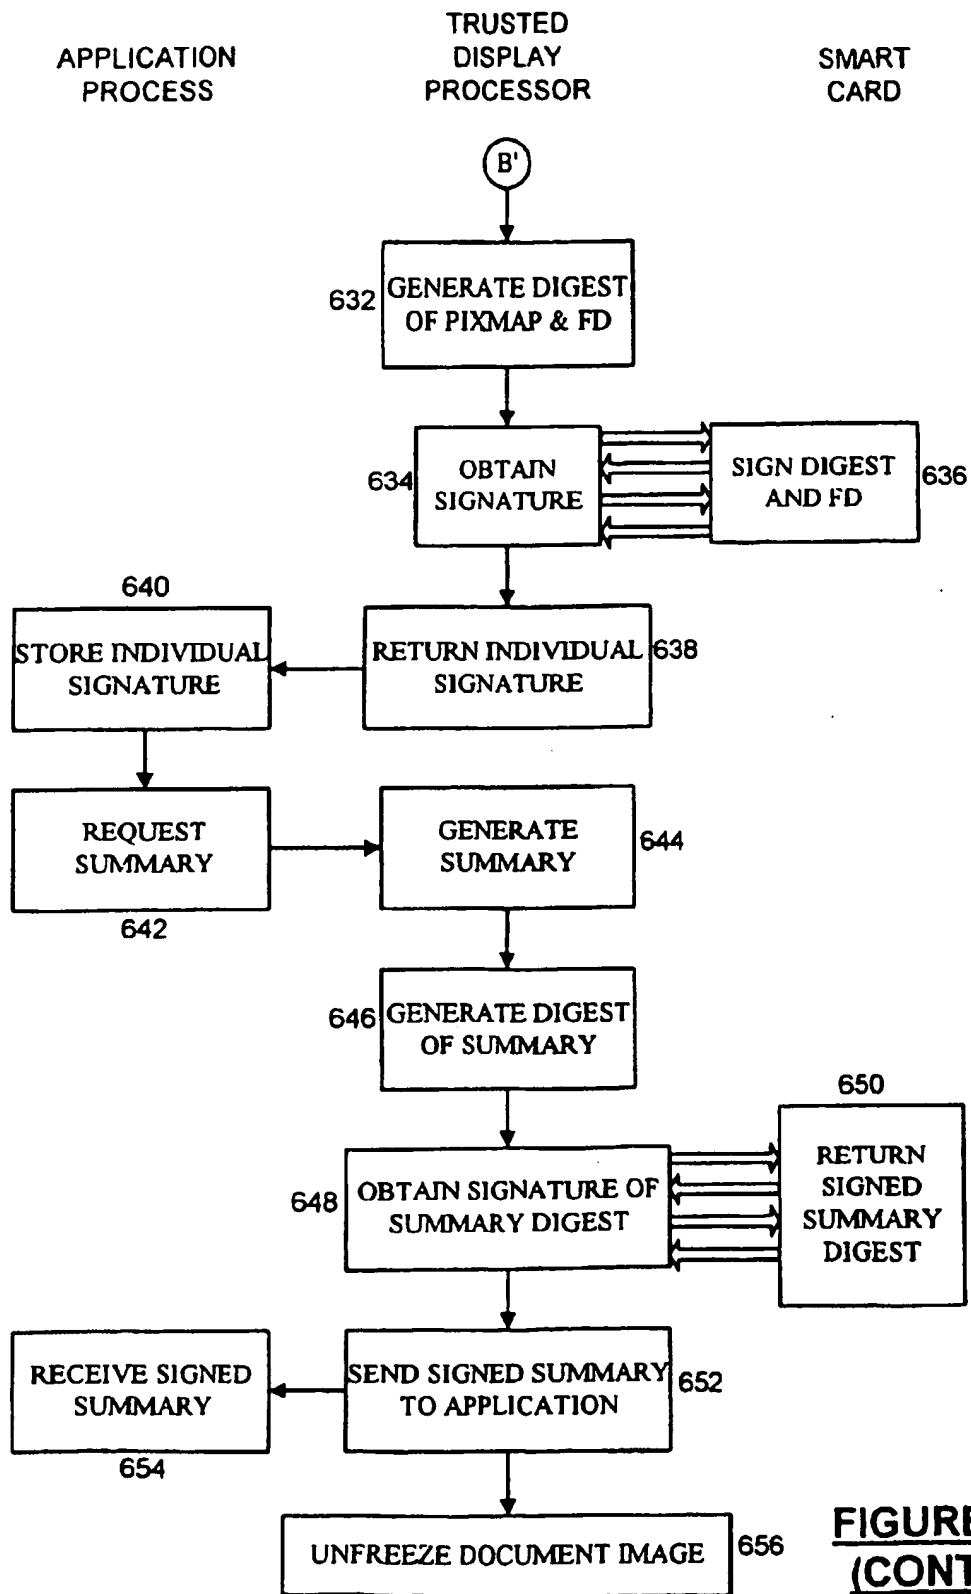 APPLICATION
PROCESS
TRUSTED
DISPLAY
PROCESSOR
SMART
CARD
B'
632
GENERATE DIGEST
OF PIXMAP & FD
634
OBTAIN
SIGNATURE
SIGN DIGEST
AND FD
636
640
STORE INDIVIDUAL
SIGNATURE
RETURN INDIVIDUAL
SIGNATURE
638
REQUEST
SUMMARY
642
GENERATE
SUMMARY
644
646
GENERATE DIGEST
OF SUMMARY
648
OBTAIN SIGNATURE OF
SUMMARY DIGEST
650
RETURN
SIGNED
SUMMARY
DIGEST
RECEIVE SIGNED
SUMMARY
654
SEND SIGNED SUMMARY
TO APPLICATION
652
UNFREEZE DOCUMENT IMAGE
656
FIGURE
(CONT